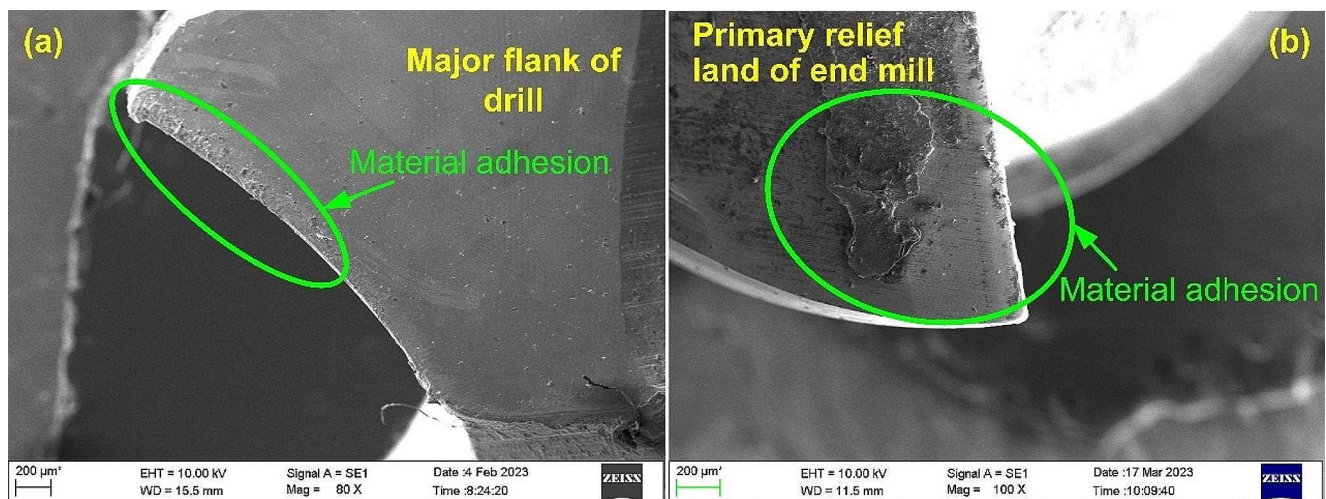 (a)
Major flank of
drill
Material adhesion
200 µm*
EHT = 10.00 kV
WD = 15.5 mm
Signal A = SE1
Mag = 80 X
Date :4 Feb 2023
Time :8:24:20
ZEISS
Primary relief
land of end mill
(b)
Material adhesion
200 µm*
EHT = 10.00 kV
WD = 11.5 mm
Signal A = SE1
Mag = 100 X
Date :17 Mar 2023
Time :10:09:40
ZEISS